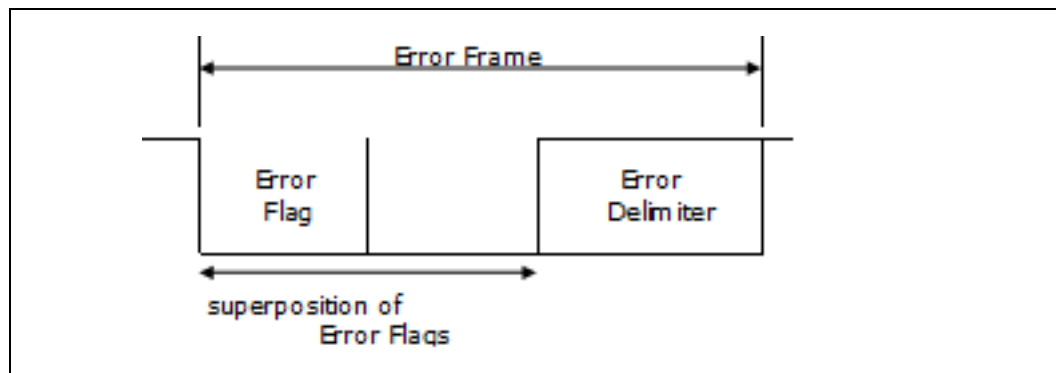 Error Frame
Error
Flag
Error
Delimiter
superposition of
Error Flags